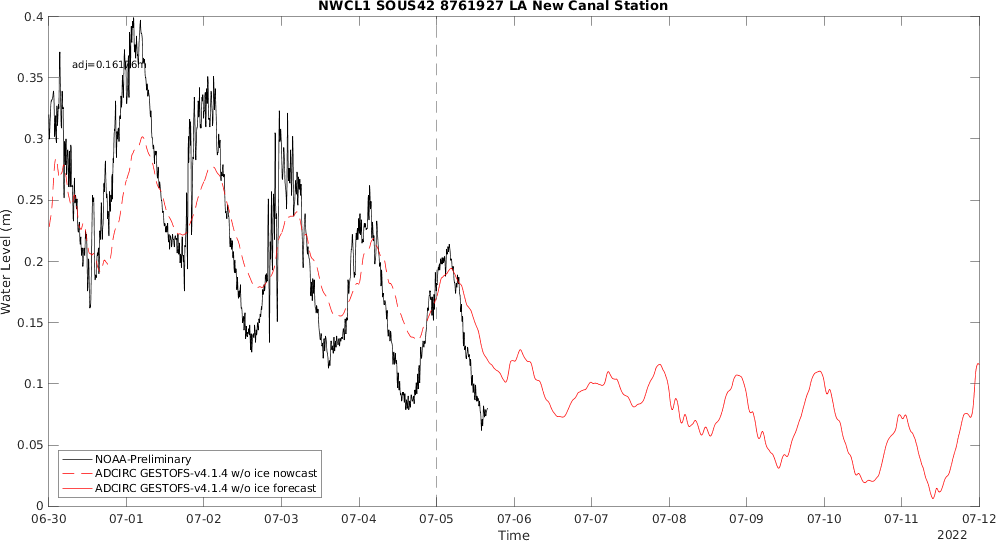 NWCL1 SOUS42 8761927 LA New Canal Station
0.4
0.35
0.3
0.25
0.2
0.15
0.1
0.05
0
Water Level (m)
NOAA-Preliminary
ADCIRC GESTOFS-v4.1.4 w/o ice nowcast
ADCIRC GESTOFS-v4.1.4 w/o ice forecast
06-30 07-01 07-02 07-03 07-04 07-05 07-06 07-07 07-08 07-09 07-10 07-11 07-12
Time
2022